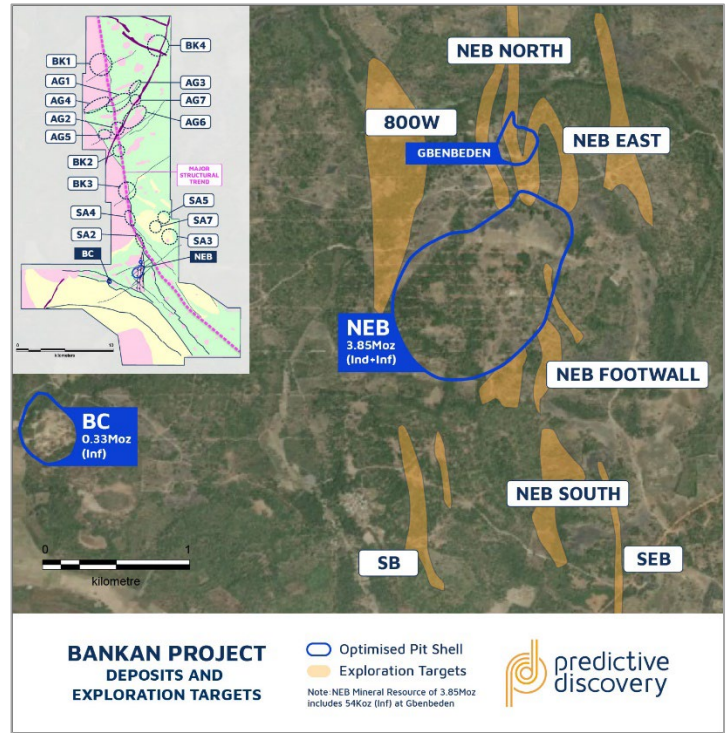 BK4
BK1
AG1
AG3
AG4
AG7
AG2
AG6
AG5
BK2
MAJOR
STRUCTURAL
TREND
BK3
SA5
SA4
SA7
SA2
SA3
BC
NEB
kilometre
NEB NORTH
800W
GBENBEDEN
NEB EAST
NEB
3.85Moz
(Ind+Inf)
NEB FOOTWALL
BC
0.33Moz
(Inf)
NEB SOUTH
SB
SEB
0 1
kilometre
BANKAN PROJECT
DEPOSITS AND
EXPLORATION TARGETS
Optimised Pit Shell
Exploration Targets
Note: NEB Mineral Resource of 3.85Moz
includes 54Koz (Inf) at Gbenbeden
predictive
discovery